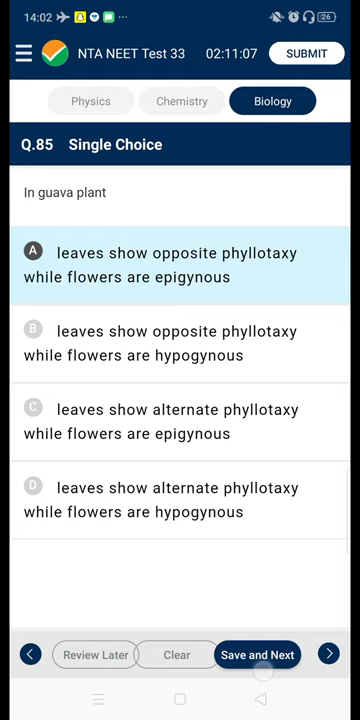 14:02 ... 26
NTA NEET Test 33 02:11:07 SUBMIT
Physics Chemistry Biology
Q.85 Single Choice
In guava plant
A leaves show opposite phyllotaxy
while flowers are epigynous
B leaves show opposite phyllotaxy
while flowers are hypogynous
C leaves show alternate phyllotaxy
while flowers are epigynous
D leaves show alternate phyllotaxy
while flowers are hypogynous
< Review Later Clear Save and Next >